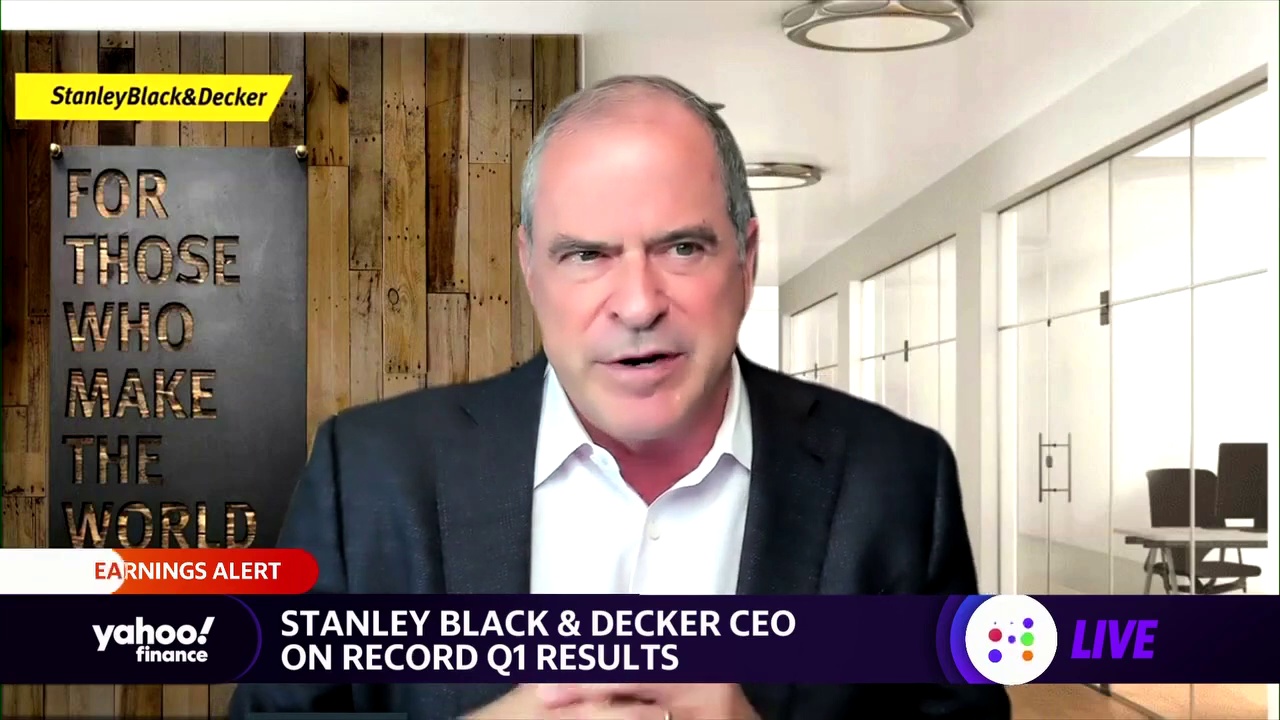 StanleyBlack&Decker
FOR
THOSE
WHO
MAKE
THE
WORLD
EARNINGS ALERT
yahoo!
finance
STANLEY BLACK & DECKER CEO
ON RECORD Q1 RESULTS
LIVE